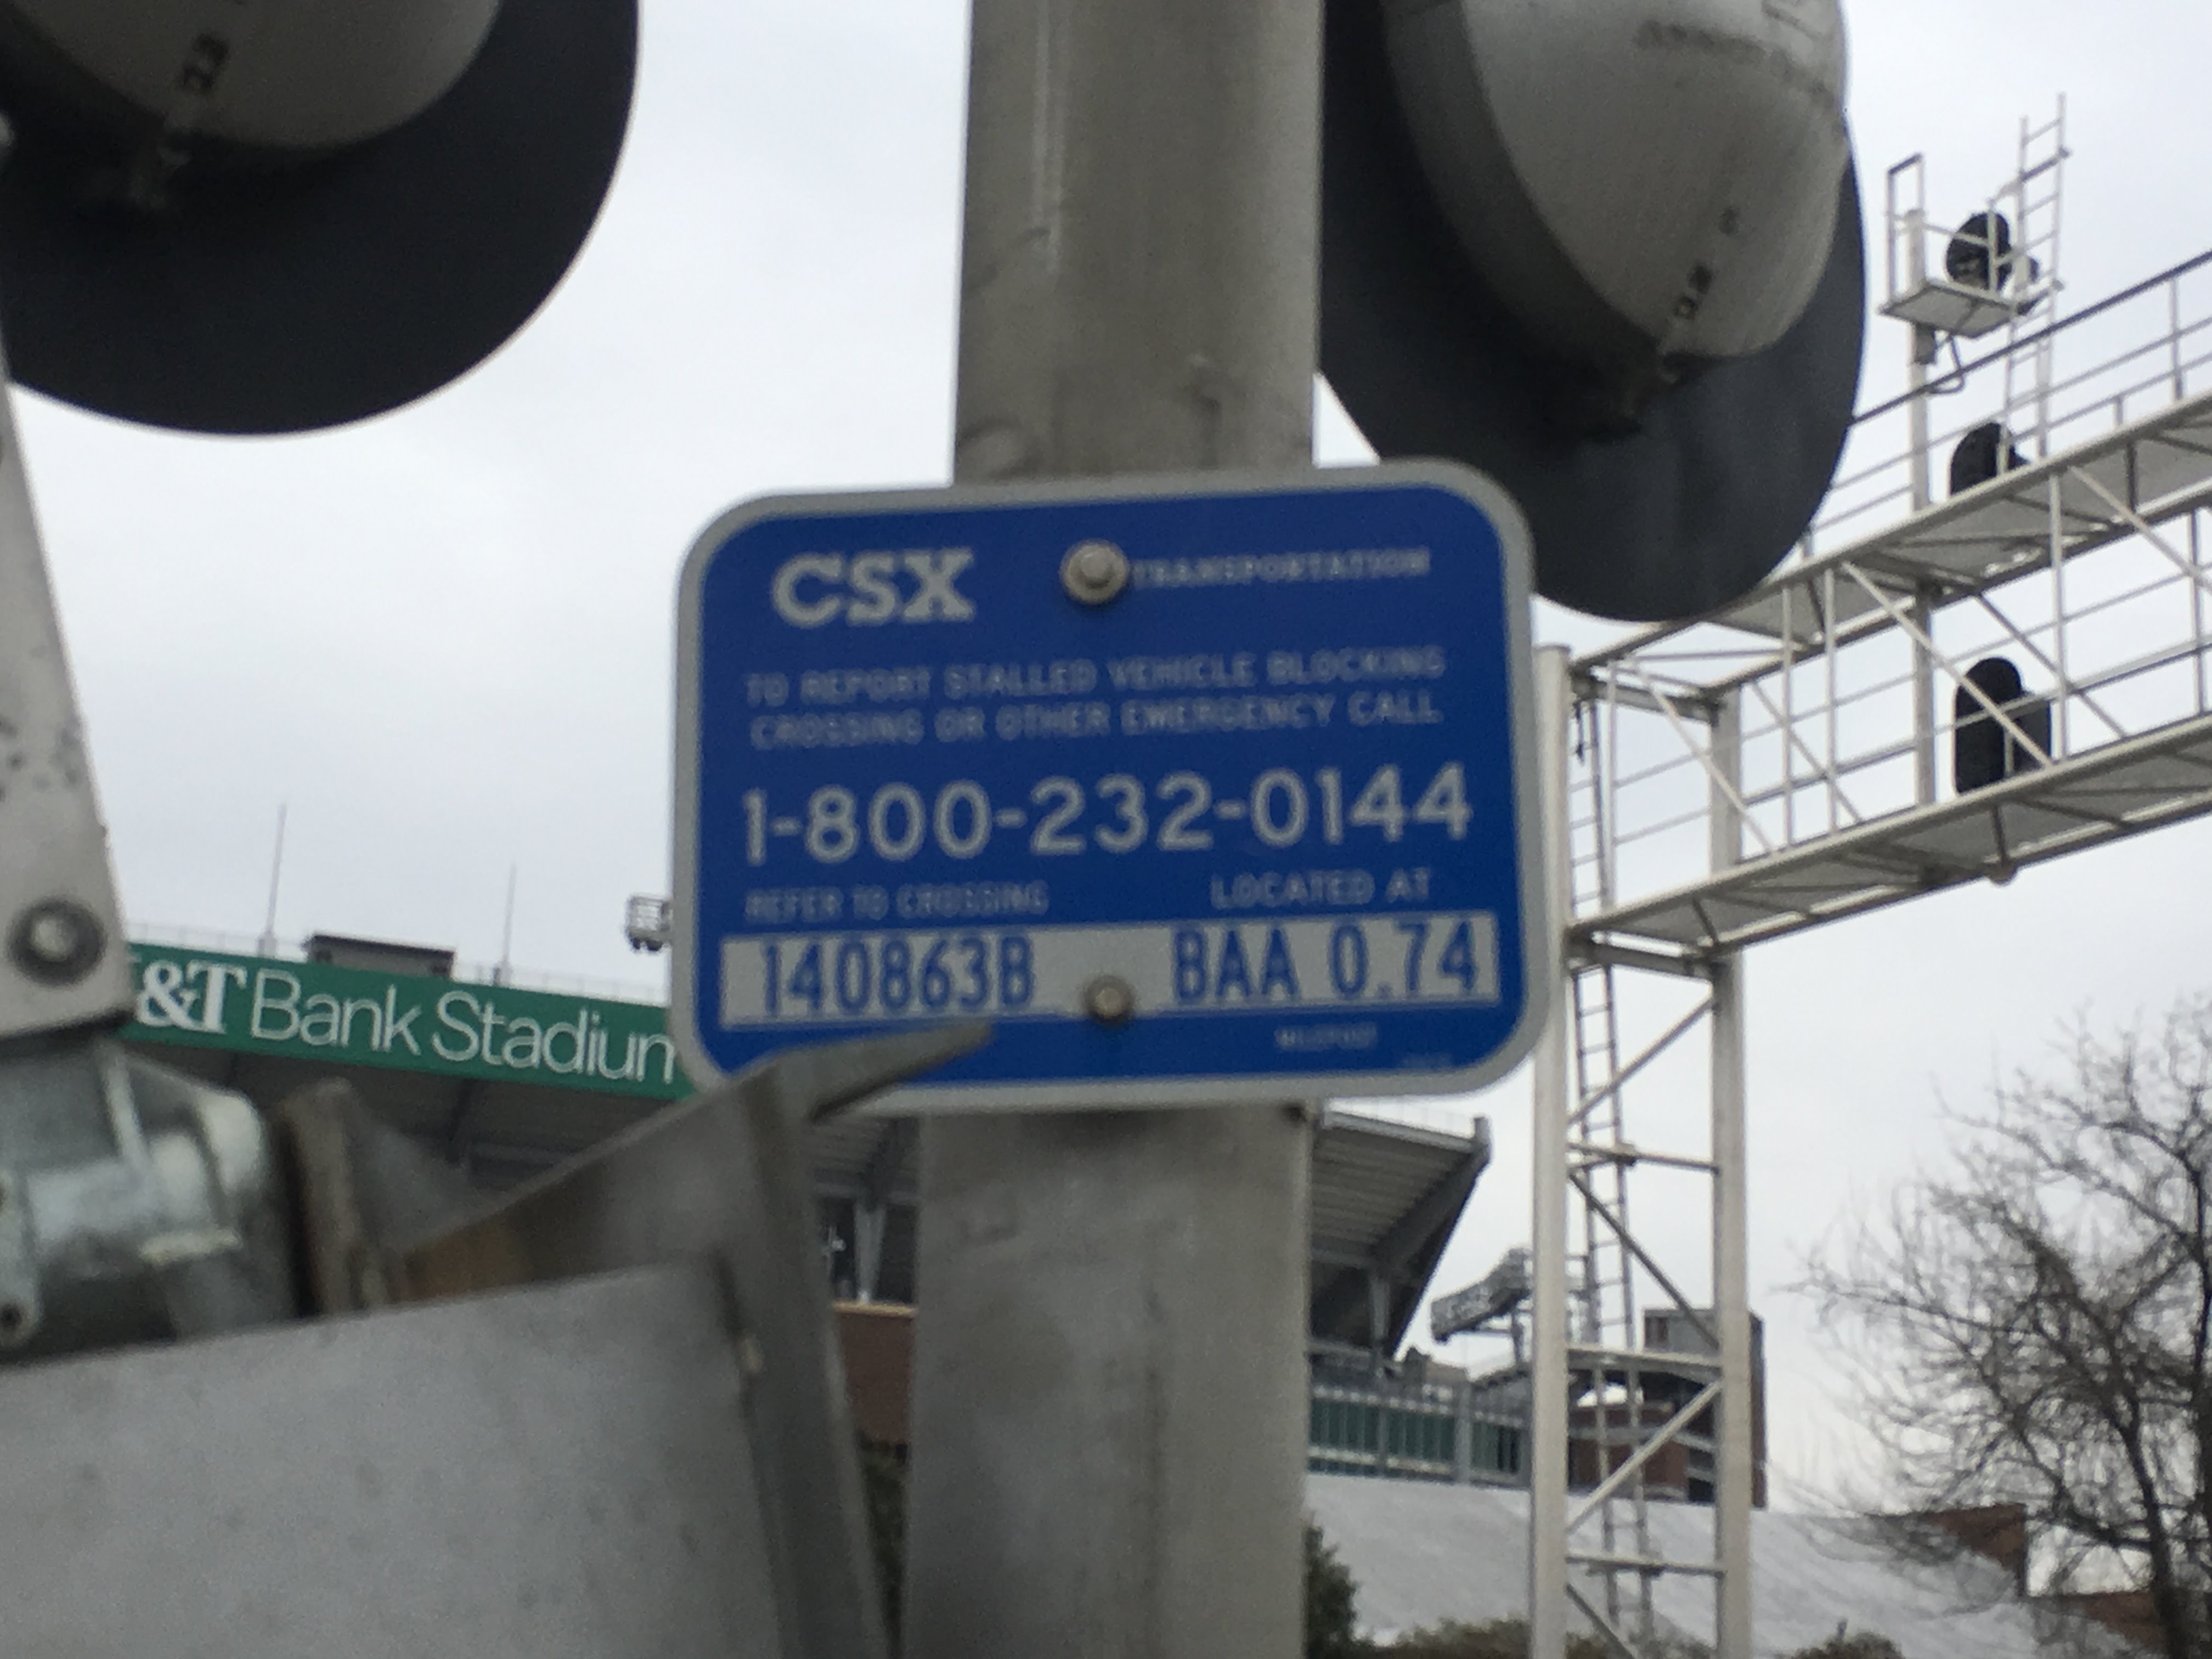 CSX TRANSPORTATION
TO REPORT STALLED VEHICLE BLOCKING
CROSSING OR OTHER EMERGENCY CALL
1-800-232-0144
REFER TO CROSSING LOCATED AT
140863B BAA 0.74
MILEPOST
&T Bank Stadium